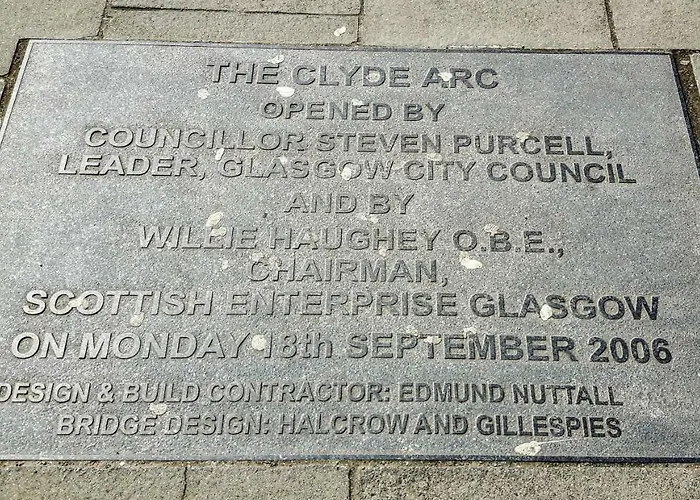 THE CLYDE ARC
OPENED BY
COUNCILLOR STEVEN PURCELL,
LEADER, GLASGOW CITY COUNCIL
AND BY
WILLIE HAUGHEY O.B.E.,
CHAIRMAN,
SCOTTISH ENTERPRISE GLASGOW
ON MONDAY 18th SEPTEMBER 2006
DESIGN & BUILD CONTRACTOR: EDMUND NUTTALL
BRIDGE DESIGN: HALCROW AND GILLESPIES